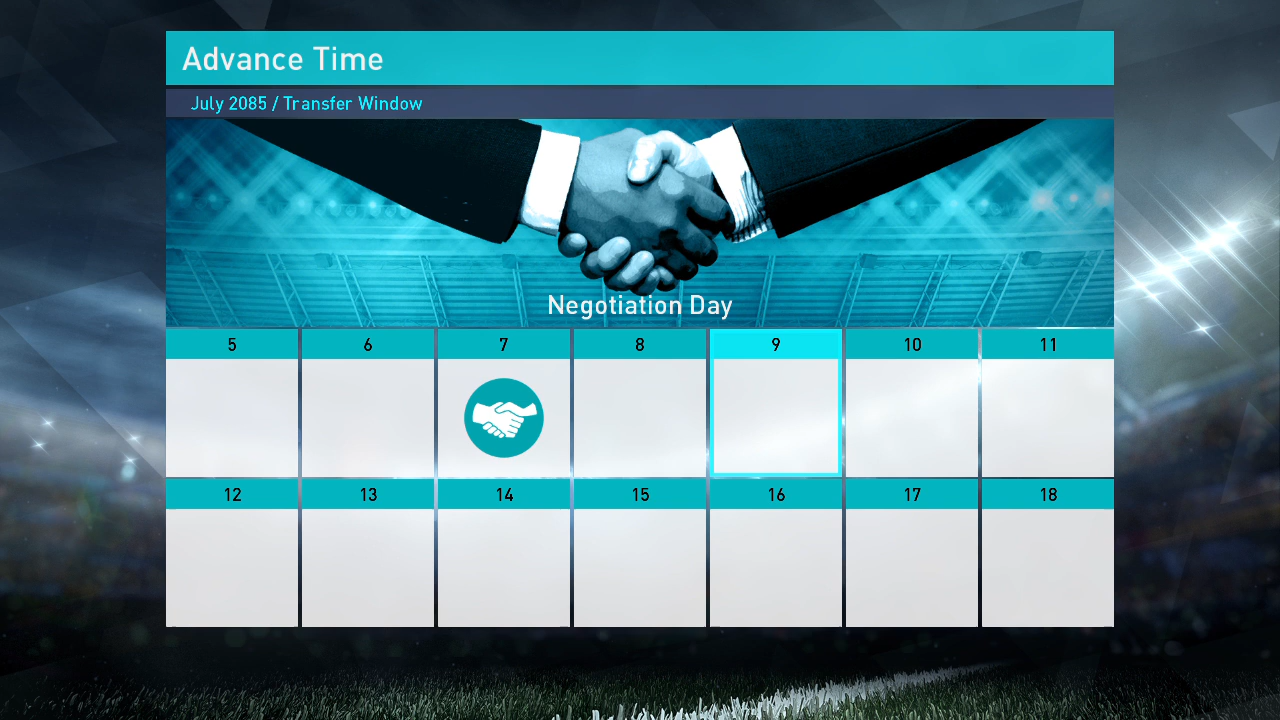 Advance Time
July 2085 / Transfer Window
Negotiation Day
5 6 7 8 9 10 11
12 13 14 15 16 17 18